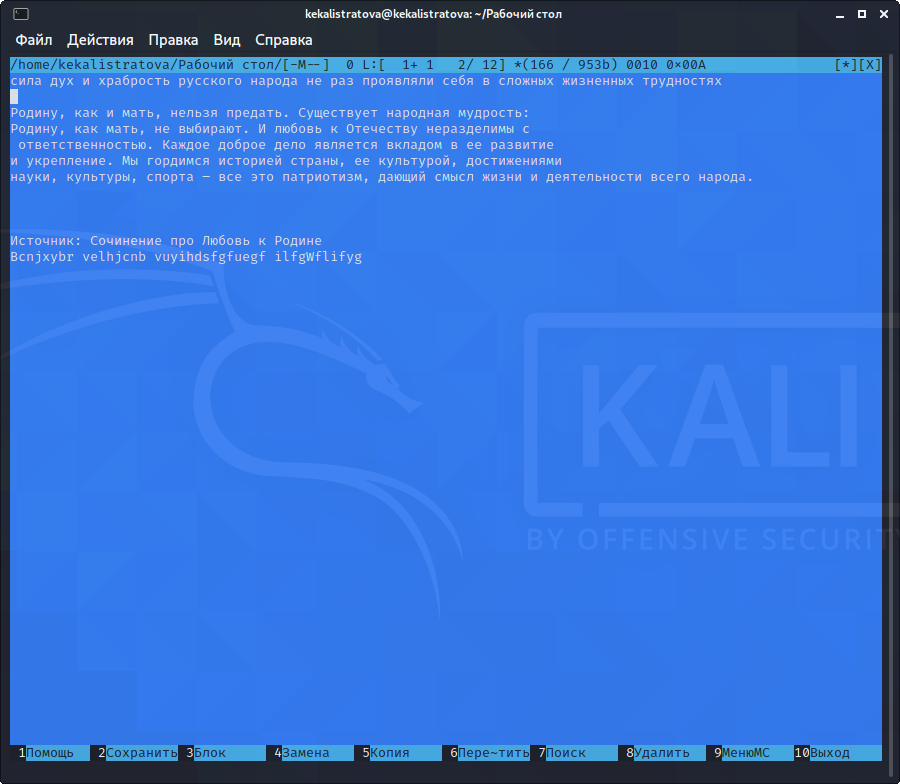 kekalistratova@kekalistratova: ~/Рабочий стол
Файл Действия Правка Вид Справка
/home/kekalistratova/Рабочий стол/[-M--] 0 L:[ 1+ 1 2/ 12] *(166 / 953b) 0010 0x00A [*][X]
сила дух и храбрость русского народа не раз проявляли себя в сложных жизненных трудностях
Родину, как и мать, нельзя предать. Существует народная мудрость:
Родину, как мать, не выбирают. И любовь к Отечеству неразделимы с
ответственностью. Каждое доброе дело является вкладом в ее развитие
и укрепление. Мы гордимся историей страны, ее культурой, достижениями
науки, культуры, спорта – все это патриотизм, дающий смысл жизни и деятельности всего народа.
Источник: Сочинение про Любовь к Родине
Bcnjxybr velhjcnb vuyihdsfgfuegf ilfgWflifyg
KALI
BY OFFENSIVE SECURIT
1Помощь 2Сохранить 3Блок 4Замена 5Копия 6Пере~тить 7Поиск 8Удалить 9МенюMC 10Выход